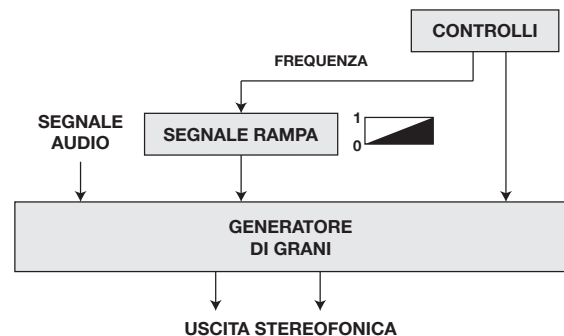 CONTROLLI
FREQUENZA
SEGNALE
AUDIO
SEGNALE RAMPA
1
0
GENERATORE
DI GRANI
USCITA STEREOFONICA